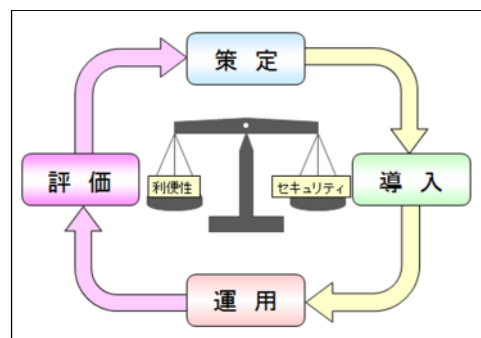 策 定
評 価
利便性
セキュリティ
導 入
運 用